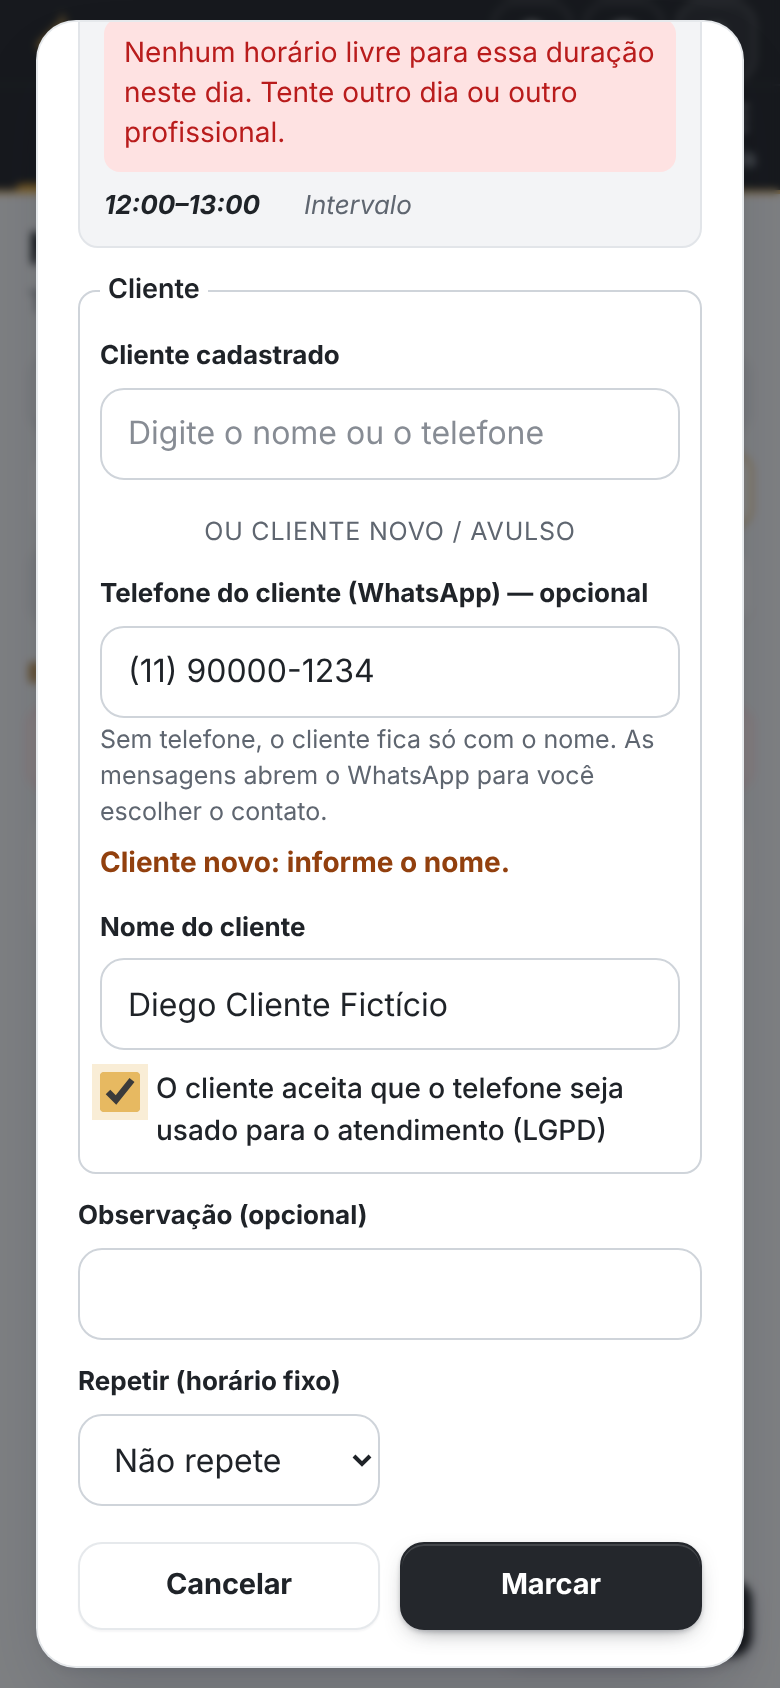 Nenhum horário livre para essa duração
neste dia. Tente outro dia ou outro
profissional.
12:00–13:00 Intervalo
Cliente
Cliente cadastrado
Digite o nome ou o telefone
OU CLIENTE NOVO / AVULSO
Telefone do cliente (WhatsApp) — opcional
(11) 90000-1234
Sem telefone, o cliente fica só com o nome. As
mensagens abrem o WhatsApp para você
escolher o contato.
Cliente novo: informe o nome.
Nome do cliente
Diego Cliente Fictício
O cliente aceita que o telefone seja
usado para o atendimento (LGPD)
Observação (opcional)
Repetir (horário fixo)
Não repete
Cancelar
Marcar